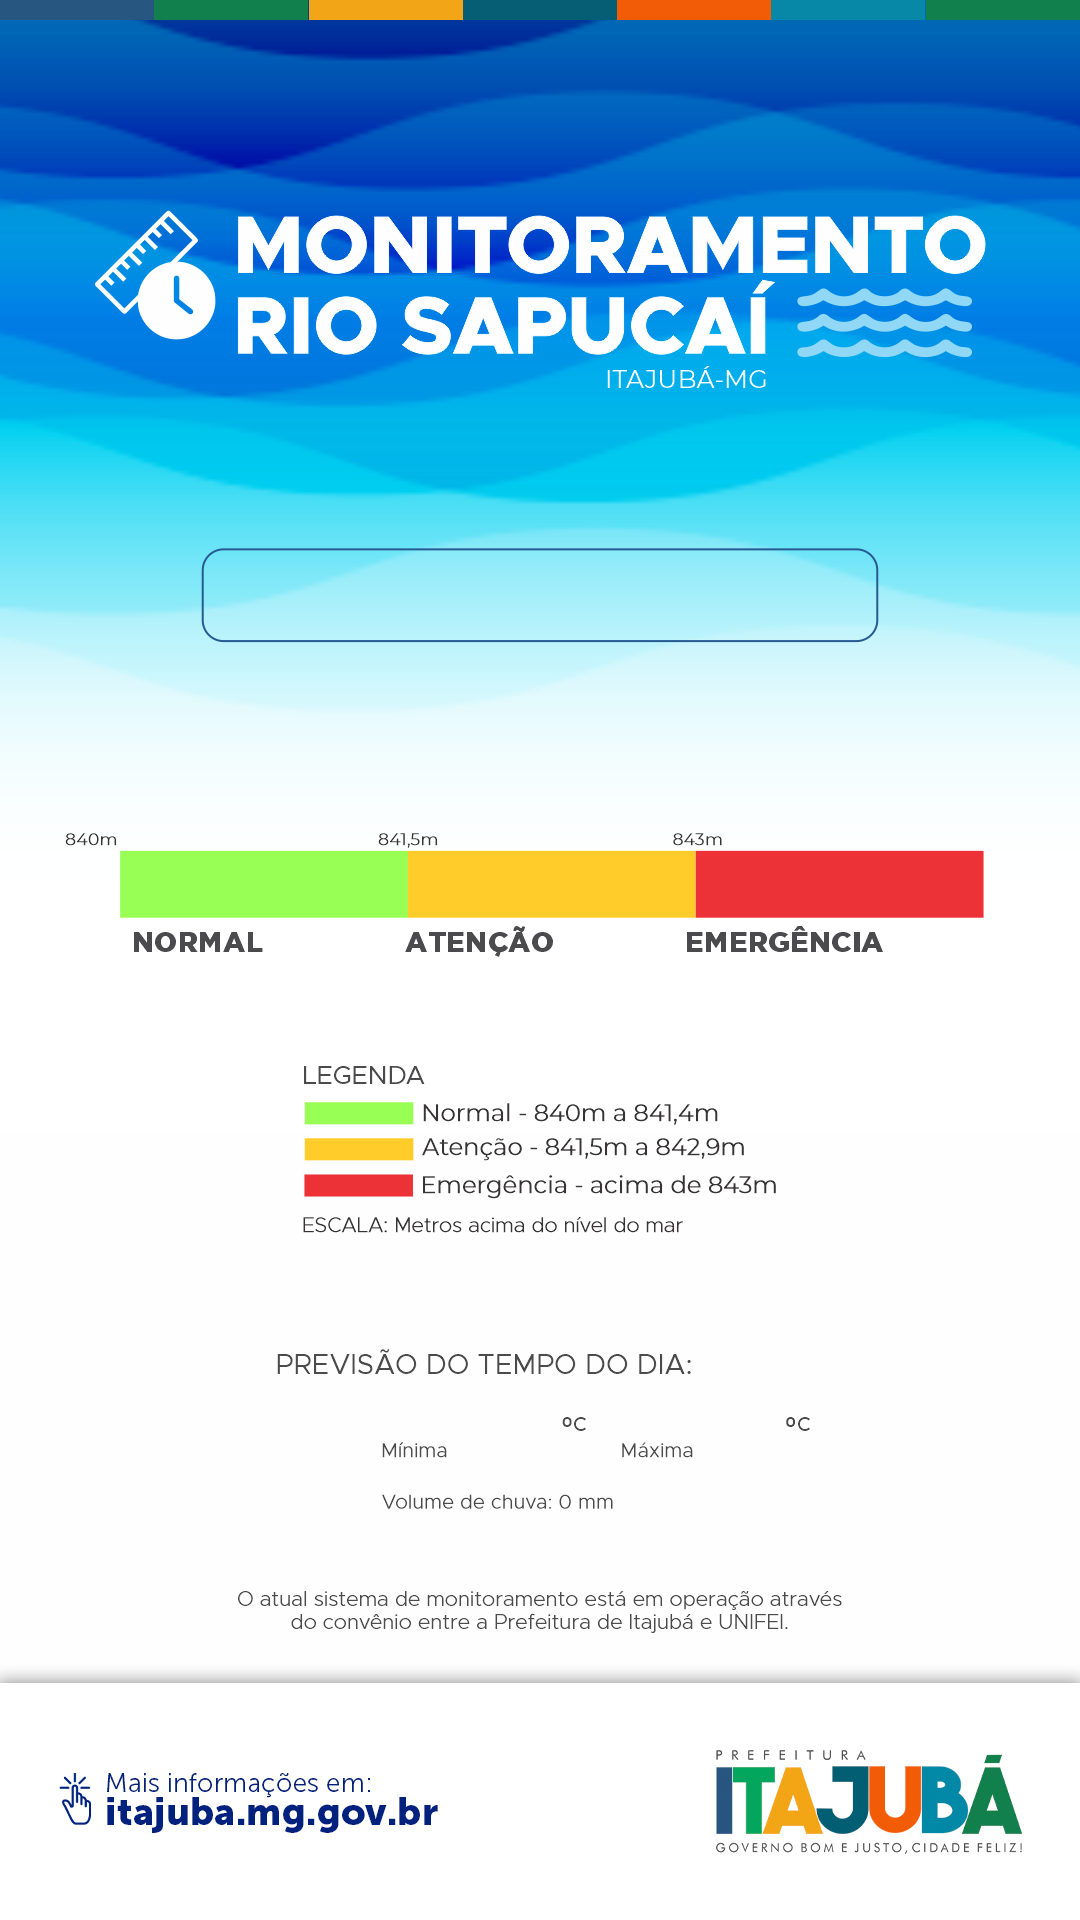 MONITORAMENTO
RIO SAPUCAÍ
ITAJUBÁ-MG
840m 841,5m 843m
NORMAL ATENÇÃO EMERGÊNCIA
LEGENDA
Normal - 840m a 841,4m
Atenção - 841,5m a 842,9m
Emergência - acima de 843m
ESCALA: Metros acima do nível do mar
PREVISÃO DO TEMPO DO DIA:
ºC ºC
Mínima Máxima
Volume de chuva: 0 mm
O atual sistema de monitoramento está em operação através
do convênio entre a Prefeitura de Itajubá e UNIFEI.
Mais informações em:
itajuba.mg.gov.br
PREFEITURA
ITAJUBÁ
GOVERNO BOM E JUSTO, CIDADE FELIZ!